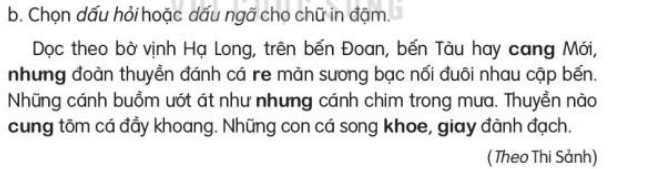 b. Chọn dấu hỏi hoặc dấu ngã cho chữ in đậm.
Dọc theo bờ vịnh Hạ Long, trên bến Đoan, bến Tàu hay cang Mới,
nhưng đoàn thuyền đánh cá re màn sương bạc nối đuôi nhau cập bến.
Những cánh buồm ướt át như nhưng cánh chim trong mưa. Thuyền nào
cung tôm cá đầy khoang. Những con cá song khoe, giay đành đạch.
(Theo Thi Sảnh)